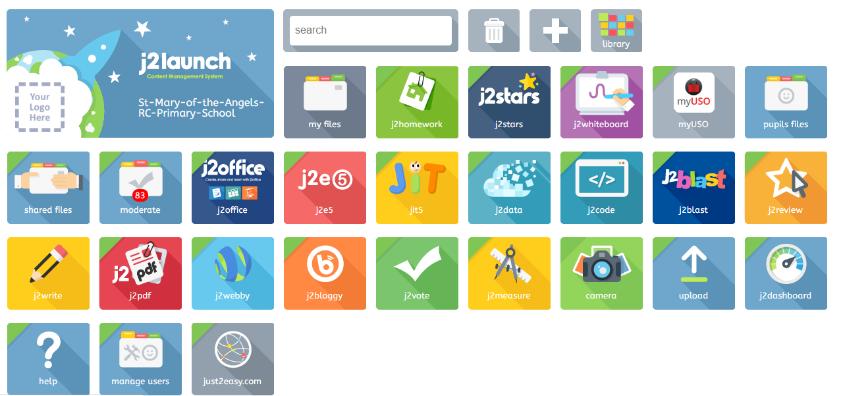 Your
Logo
Here
j2launch
Content Management System
St-Mary-of-the-Angels-
RC-Primary-School
search
library
my files
j2homework
j2stars
j2stars
j2whiteboard
myUSO
myUSO
pupils files
shared files
83
moderate
j2office
Create, share and learn with j2office
j2office
j2e5
j2e5
JiT
jit5
j2data
</>
j2code
j2blast
j2blast
j2review
j2write
j2 pdf
j2pdf
j2webby
b
j2bloggy
j2vote
j2measure
camera
upload
j2dashboard
?
help
manage users
just2easy.com